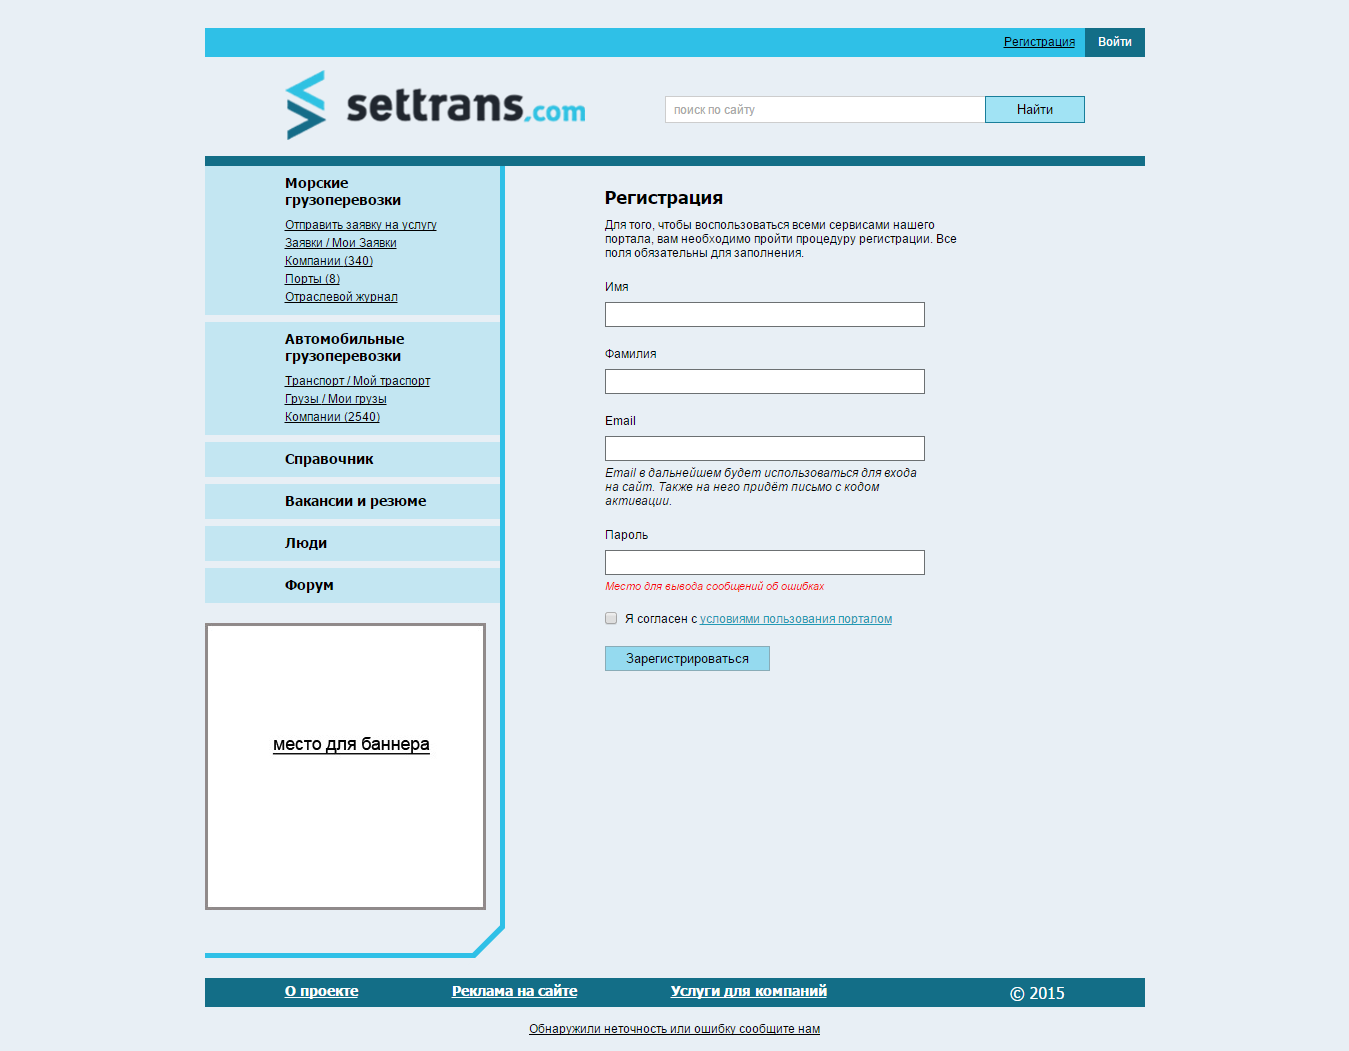 Регистрация
Войти
settrans.com
поиск по сайту
Найти
Морские
грузоперевозки
Отправить заявку на услугу
Заявки / Мои Заявки
Компании (340)
Порты (8)
Отраслевой журнал
Автомобильные
грузоперевозки
Транспорт / Мой траспорт
Грузы / Мои грузы
Компании (2540)
Справочник
Вакансии и резюме
Люди
Форум
место для баннера
Регистрация
Для того, чтобы воспользоваться всеми сервисами нашего
портала, вам необходимо пройти процедуру регистрации. Все
поля обязательны для заполнения.
Имя
Фамилия
Email
Email в дальнейшем будет использоваться для входа
на сайт. Также на него придёт письмо с кодом
активации.
Пароль
Место для вывода сообщений об ошибках
Я согласен с условиями пользования порталом
Зарегистрироваться
О проекте
Реклама на сайте
Услуги для компаний
© 2015
Обнаружили неточность или ошибку сообщите нам